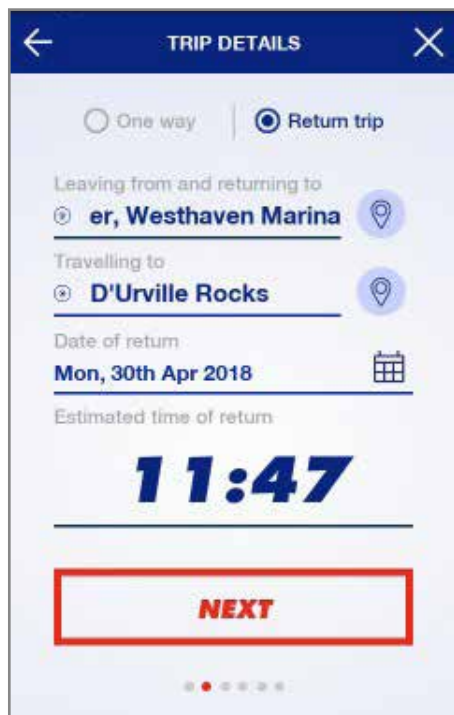 TRIP DETAILS
One way Return trip
Leaving from and returning to
er, Westhaven Marina
Travelling to
D'Urville Rocks
Date of return
Mon, 30th Apr 2018
Estimated time of return
11:47
NEXT